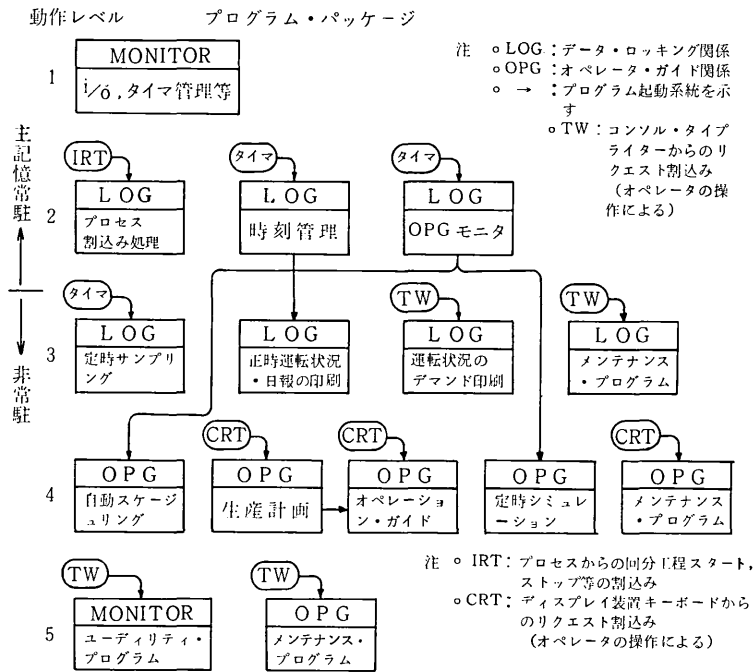 動作レベル プログラム・パッケージ
MONITOR
1
i/o,タイマ管理等
注 ∘ LOG:データ・ロッキング関係
∘ OPG:オペレータ・ガイド関係
∘ → :プログラム起動系統を示
す
∘ TW:コンソル・タイプ
ライターからのリ
クエスト割込み
(オペレータの操
作による)
主記憶常駐
非常駐
IRT
タイマ
タイマ
2
LOG
プロセス
割込み処理
LOG
時刻管理
LOG
OPGモニタ
タイマ
TW
TW
3
LOG
定時サンプリ
ング
LOG
正時運転状況
・日報の印刷
LOG
運転状況の
デマンド印刷
LOG
メンテナンス
・プログラム
CRT
CRT
CRT
4
OPG
自動スケージ
ュリング
OPG
生産計画
OPG
オペレーショ
ン・ガイド
OPG
定時シミュレ
ーション
OPG
メンテナンス
・プログラム
TW
TW
5
MONITOR
ユーディリティ・
プログラム
OPG
メンテナンス・
プログラム
注 ∘ IRT:プロセスからの回分工程スタート,
ストップ等の割込み
∘ CRT:ディスプレイ装置キーボードから
のリクエスト割込み
(オペレータの操作による)